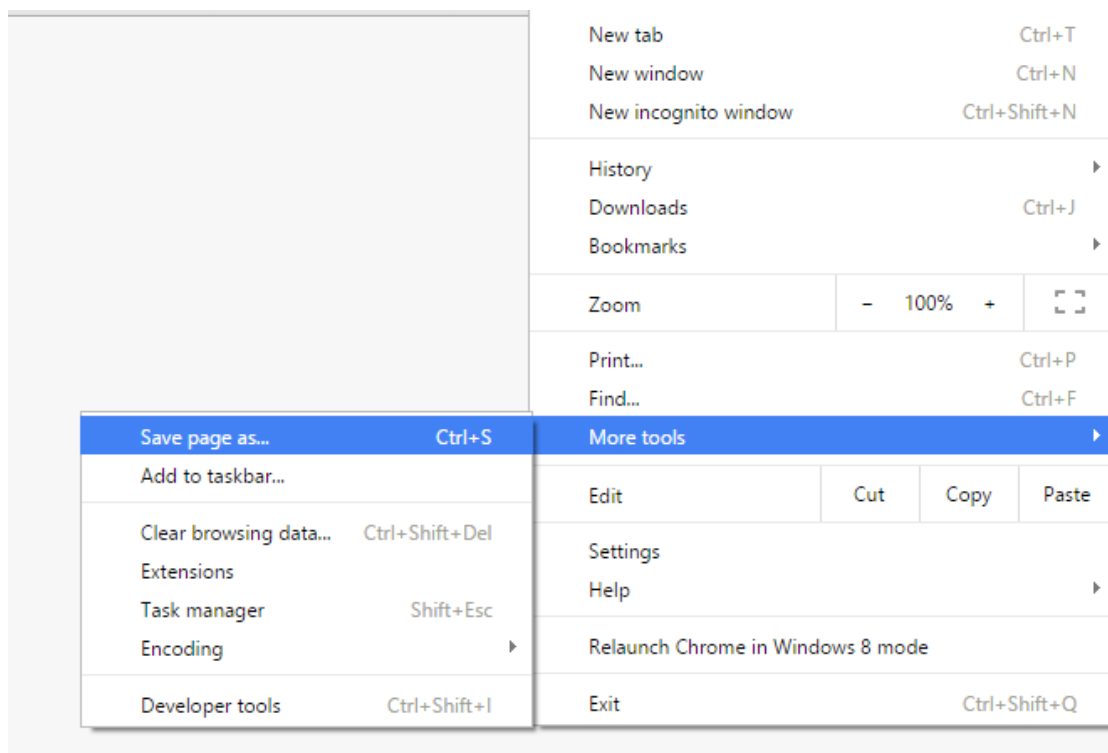 New tab Ctrl+T
New window Ctrl+N
New incognito window Ctrl+Shift+N
History
Downloads Ctrl+J
Bookmarks
Zoom - 100% +
Print... Ctrl+P
Find... Ctrl+F
More tools
Edit Cut Copy Paste
Settings
Help
Relaunch Chrome in Windows 8 mode
Exit Ctrl+Shift+Q
Save page as... Ctrl+S
Add to taskbar...
Clear browsing data... Ctrl+Shift+Del
Extensions
Task manager Shift+Esc
Encoding
Developer tools Ctrl+Shift+I